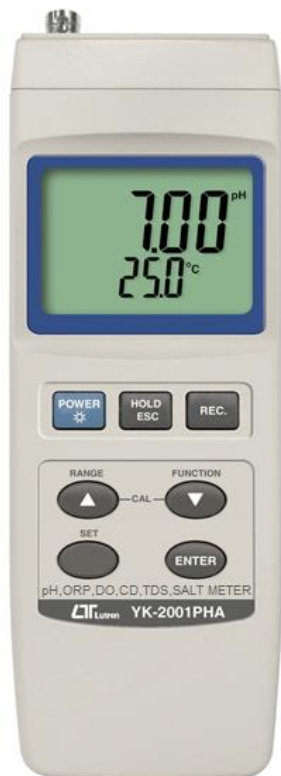 7.00 pH
25.0 °C
POWER
HOLD
ESC
REC.
RANGE
FUNCTION
CAL
SET
ENTER
pH,ORP,DO,CD,TDS,SALT METER
LT Lutron YK-2001PHA